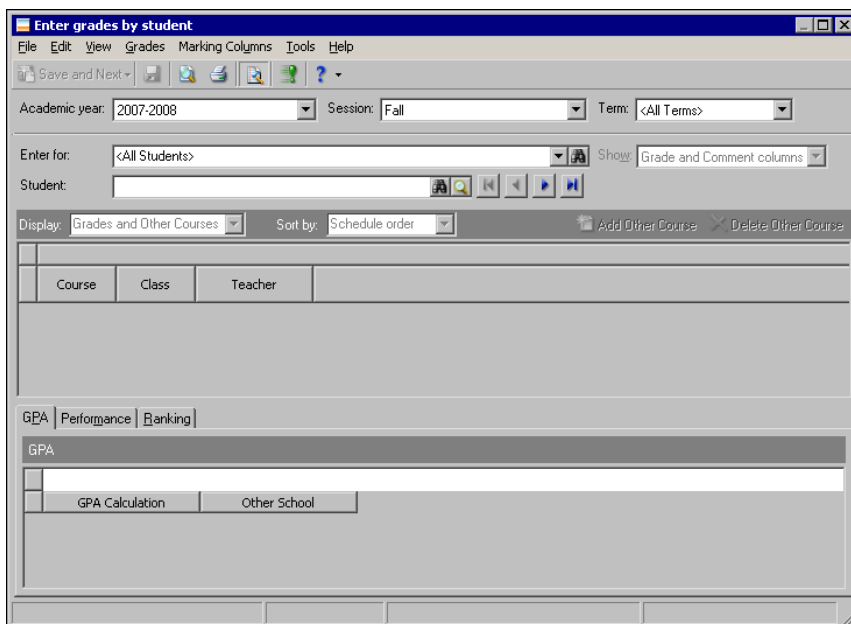 Enter grades by student
File Edit View Grades Marking Columns Tools Help
Save and Next ?
Academic year: 2007-2008 Session: Fall Term: <All Terms>
Enter for: <All Students> Show: Grade and Comment columns
Student:
Display: Grades and Other Courses Sort by: Schedule order Add Other Course Delete Other Course
Course Class Teacher
GPA Performance Ranking
GPA
GPA Calculation Other School